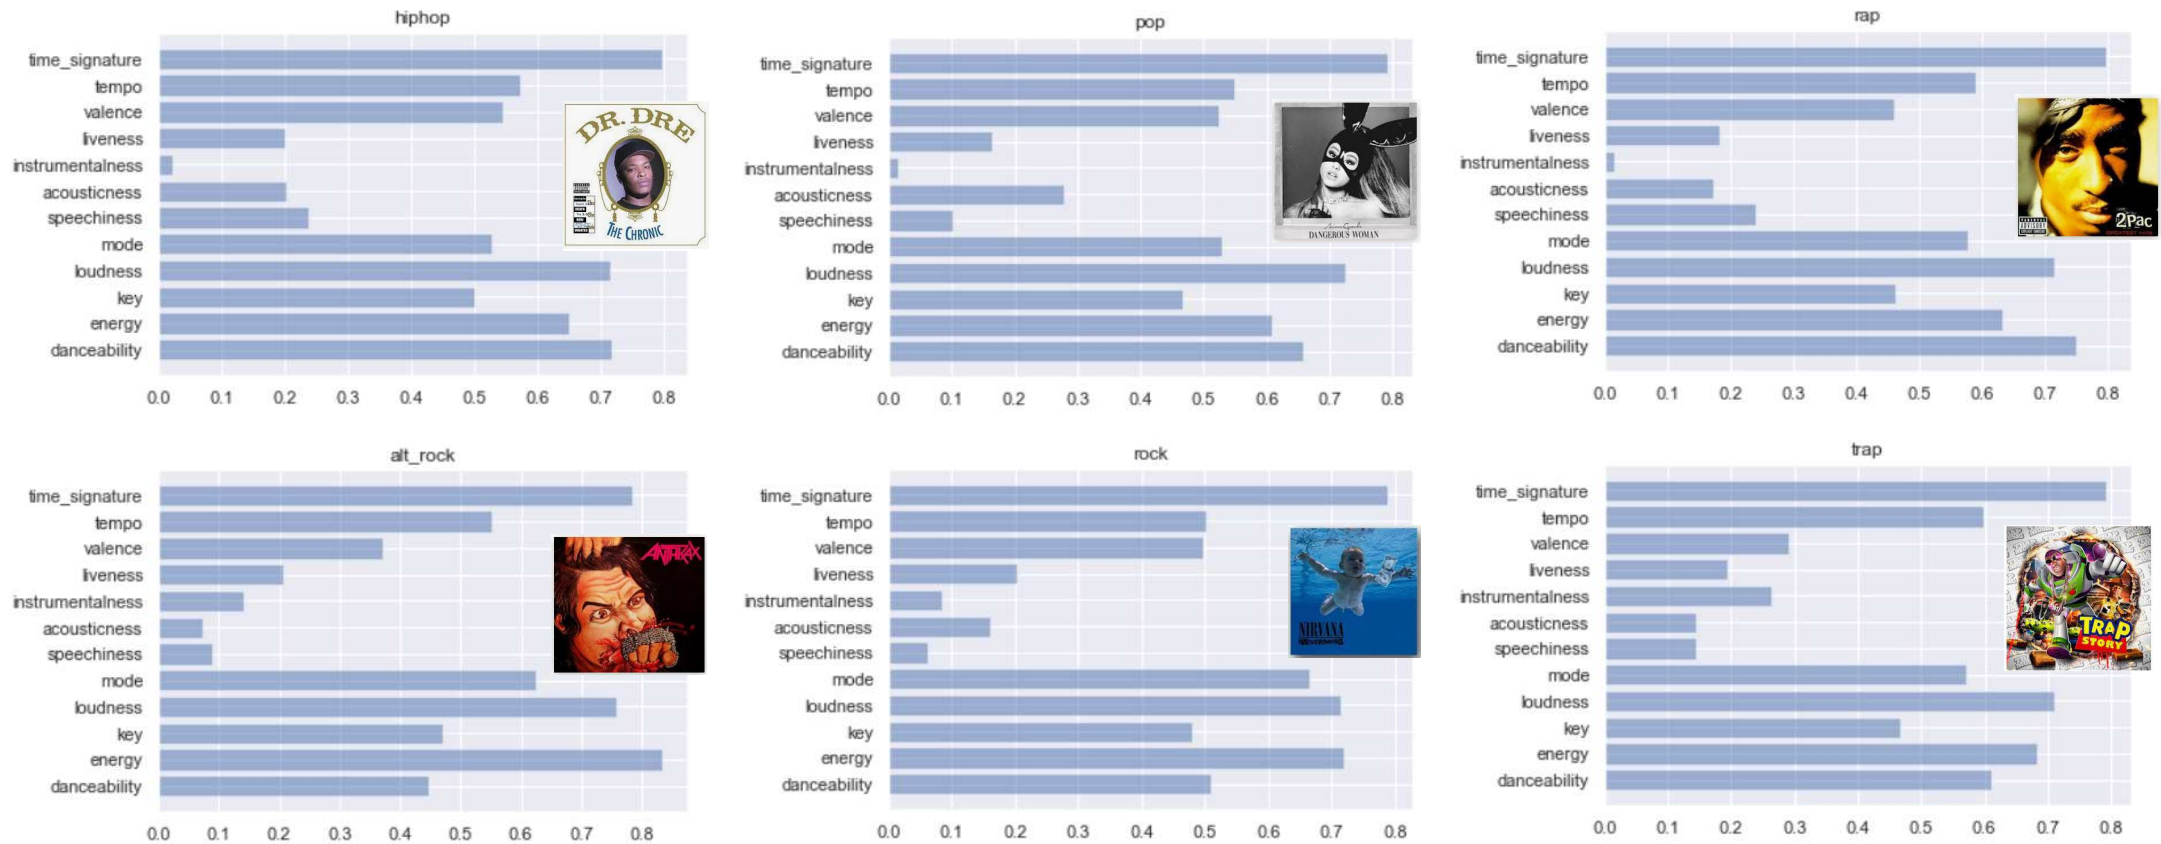 hiphop
time_signature
tempo
valence
liveness
instrumentalness
acousticness
speechiness
mode
loudness
key
energy
danceability
0.0 0.1 0.2 0.3 0.4 0.5 0.6 0.7 0.8
DR. DRE
THE CHRONIC
pop
time_signature
tempo
valence
liveness
instrumentalness
acousticness
speechiness
mode
loudness
key
energy
danceability
0.0 0.1 0.2 0.3 0.4 0.5 0.6 0.7 0.8
DANGEROUS WOMAN
rap
time_signature
tempo
valence
liveness
instrumentalness
acousticness
speechiness
mode
loudness
key
energy
danceability
0.0 0.1 0.2 0.3 0.4 0.5 0.6 0.7 0.8
2Pac
GREATEST HITS
alt_rock
time_signature
tempo
valence
liveness
instrumentalness
acousticness
speechiness
mode
loudness
key
energy
danceability
0.0 0.1 0.2 0.3 0.4 0.5 0.6 0.7 0.8
ANTHRAX
rock
time_signature
tempo
valence
liveness
instrumentalness
acousticness
speechiness
mode
loudness
key
energy
danceability
0.0 0.1 0.2 0.3 0.4 0.5 0.6 0.7 0.8
NIRVANA
NEVERMIND
trap
time_signature
tempo
valence
liveness
instrumentalness
acousticness
speechiness
mode
loudness
key
energy
danceability
0.0 0.1 0.2 0.3 0.4 0.5 0.6 0.7 0.8
TRAP
STORY